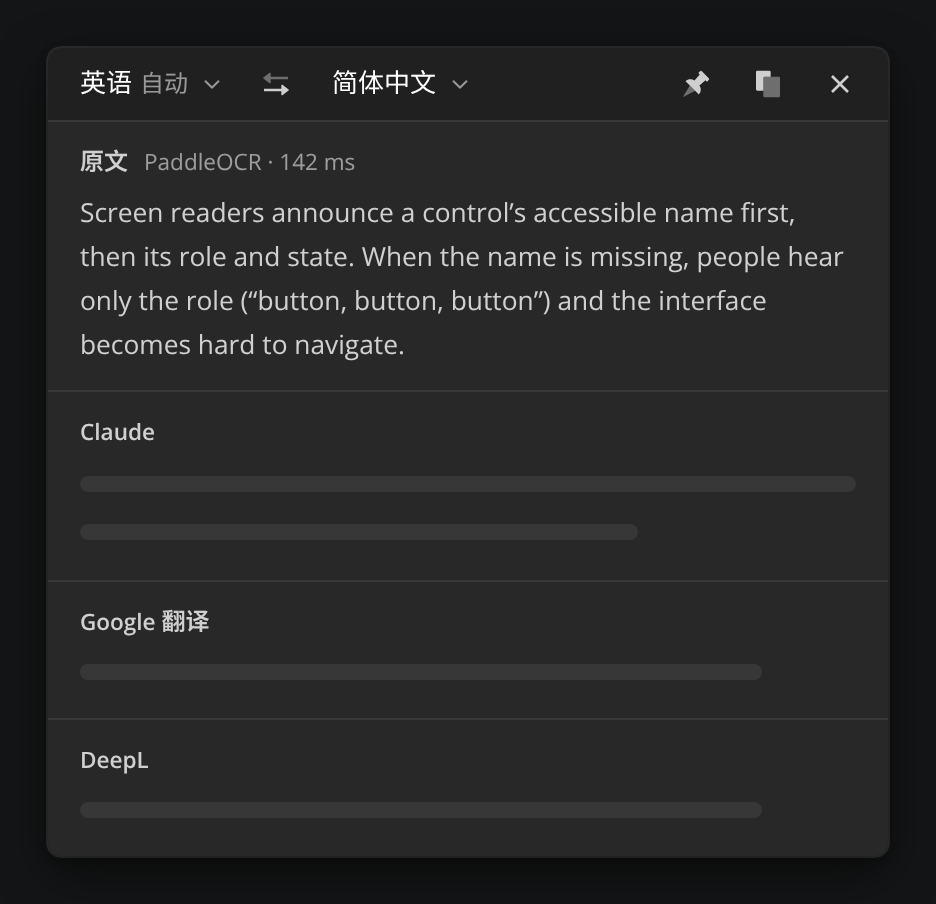 英语 自动 简体中文
原文 PaddleOCR · 142 ms
Screen readers announce a control’s accessible name first,
then its role and state. When the name is missing, people hear
only the role (“button, button, button”) and the interface
becomes hard to navigate.
Claude
Google 翻译
DeepL